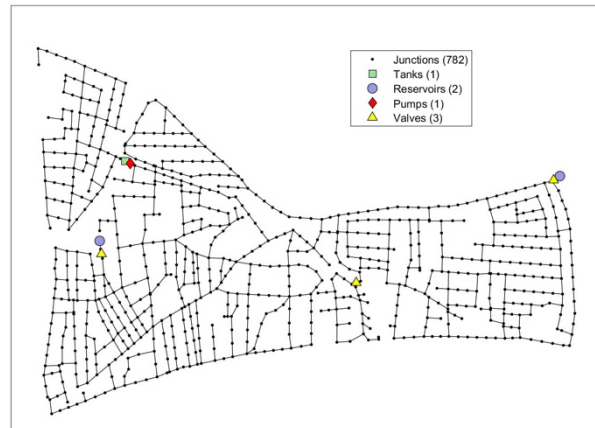 Junctions (782)
Tanks (1)
Reservoirs (2)
Pumps (1)
Valves (3)